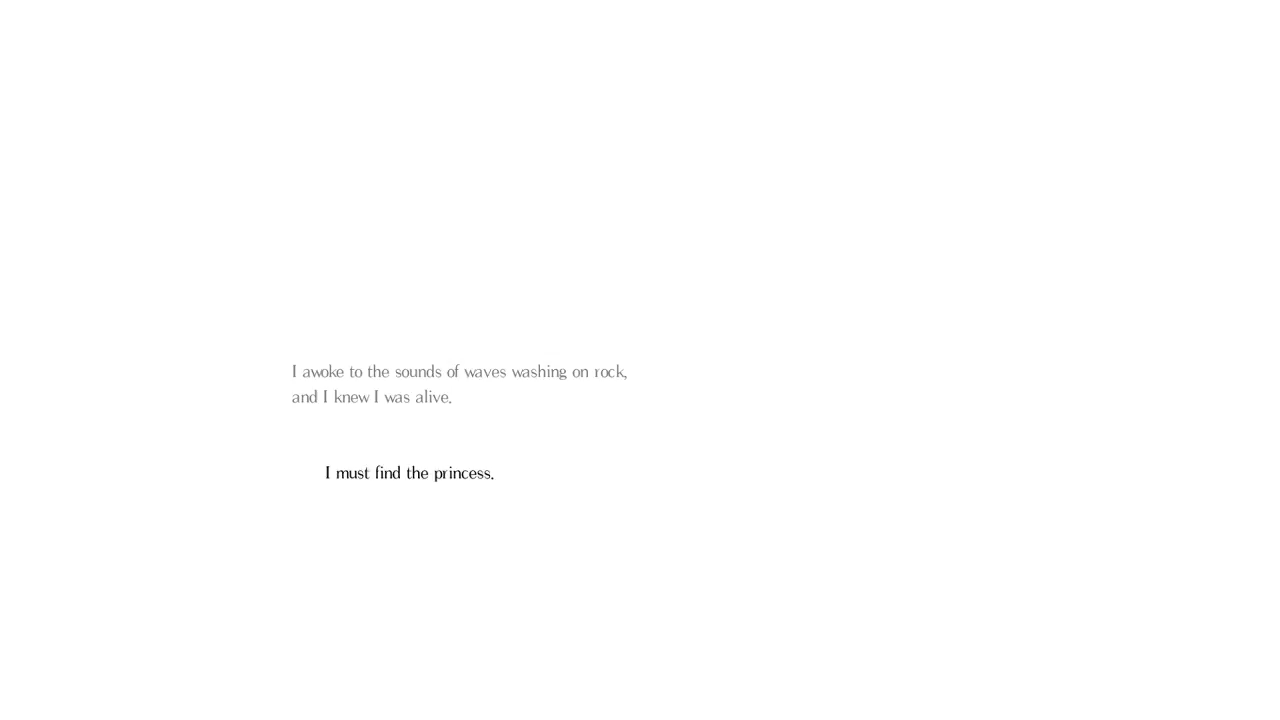 I awoke to the sounds of waves washing on rock,
and I knew I was alive.
I must find the princess.